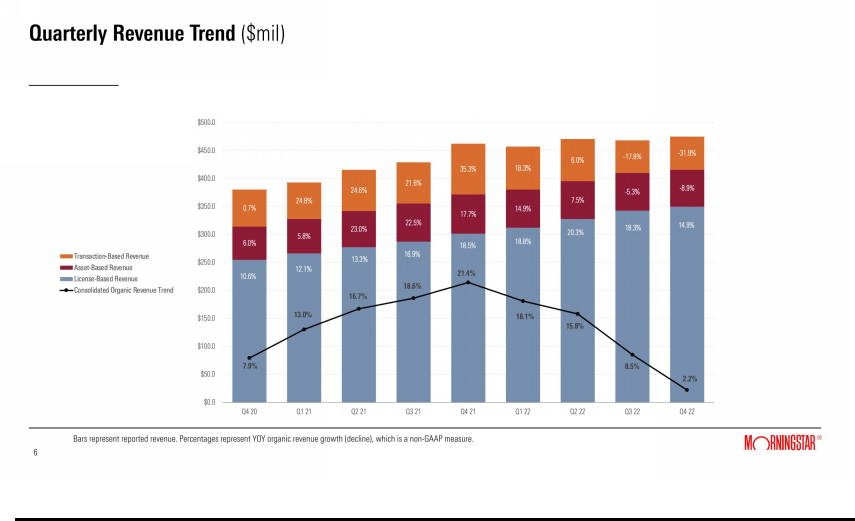 Quarterly Revenue Trend ($mil)
$500.0
$450.0
$400.0
$350.0
$300.0
$250.0
$200.0
$150.0
$100.0
$50.0
$0.0
Transaction-Based Revenue
Asset-Based Revenue
License-Based Revenue
Consolidated Organic Revenue Trend
0.7% 24.8% 24.6% 21.6% 35.3% 18.3% 6.0% -17.8% -31.9%
6.0% 5.8% 23.0% 22.5% 17.7% 14.9% 7.5% -5.3% -8.9%
10.6% 12.1% 13.3% 16.9% 18.5% 18.8% 20.3% 18.3% 14.9%
7.9% 13.0% 16.7% 18.6% 21.4% 18.1% 15.8% 8.5% 2.2%
Q4 20 Q1 21 Q2 21 Q3 21 Q4 21 Q1 22 Q2 22 Q3 22 Q4 22
Bars represent reported revenue. Percentages represent YOY organic revenue growth (decline), which is a non-GAAP measure.
6
MORNINGSTAR®